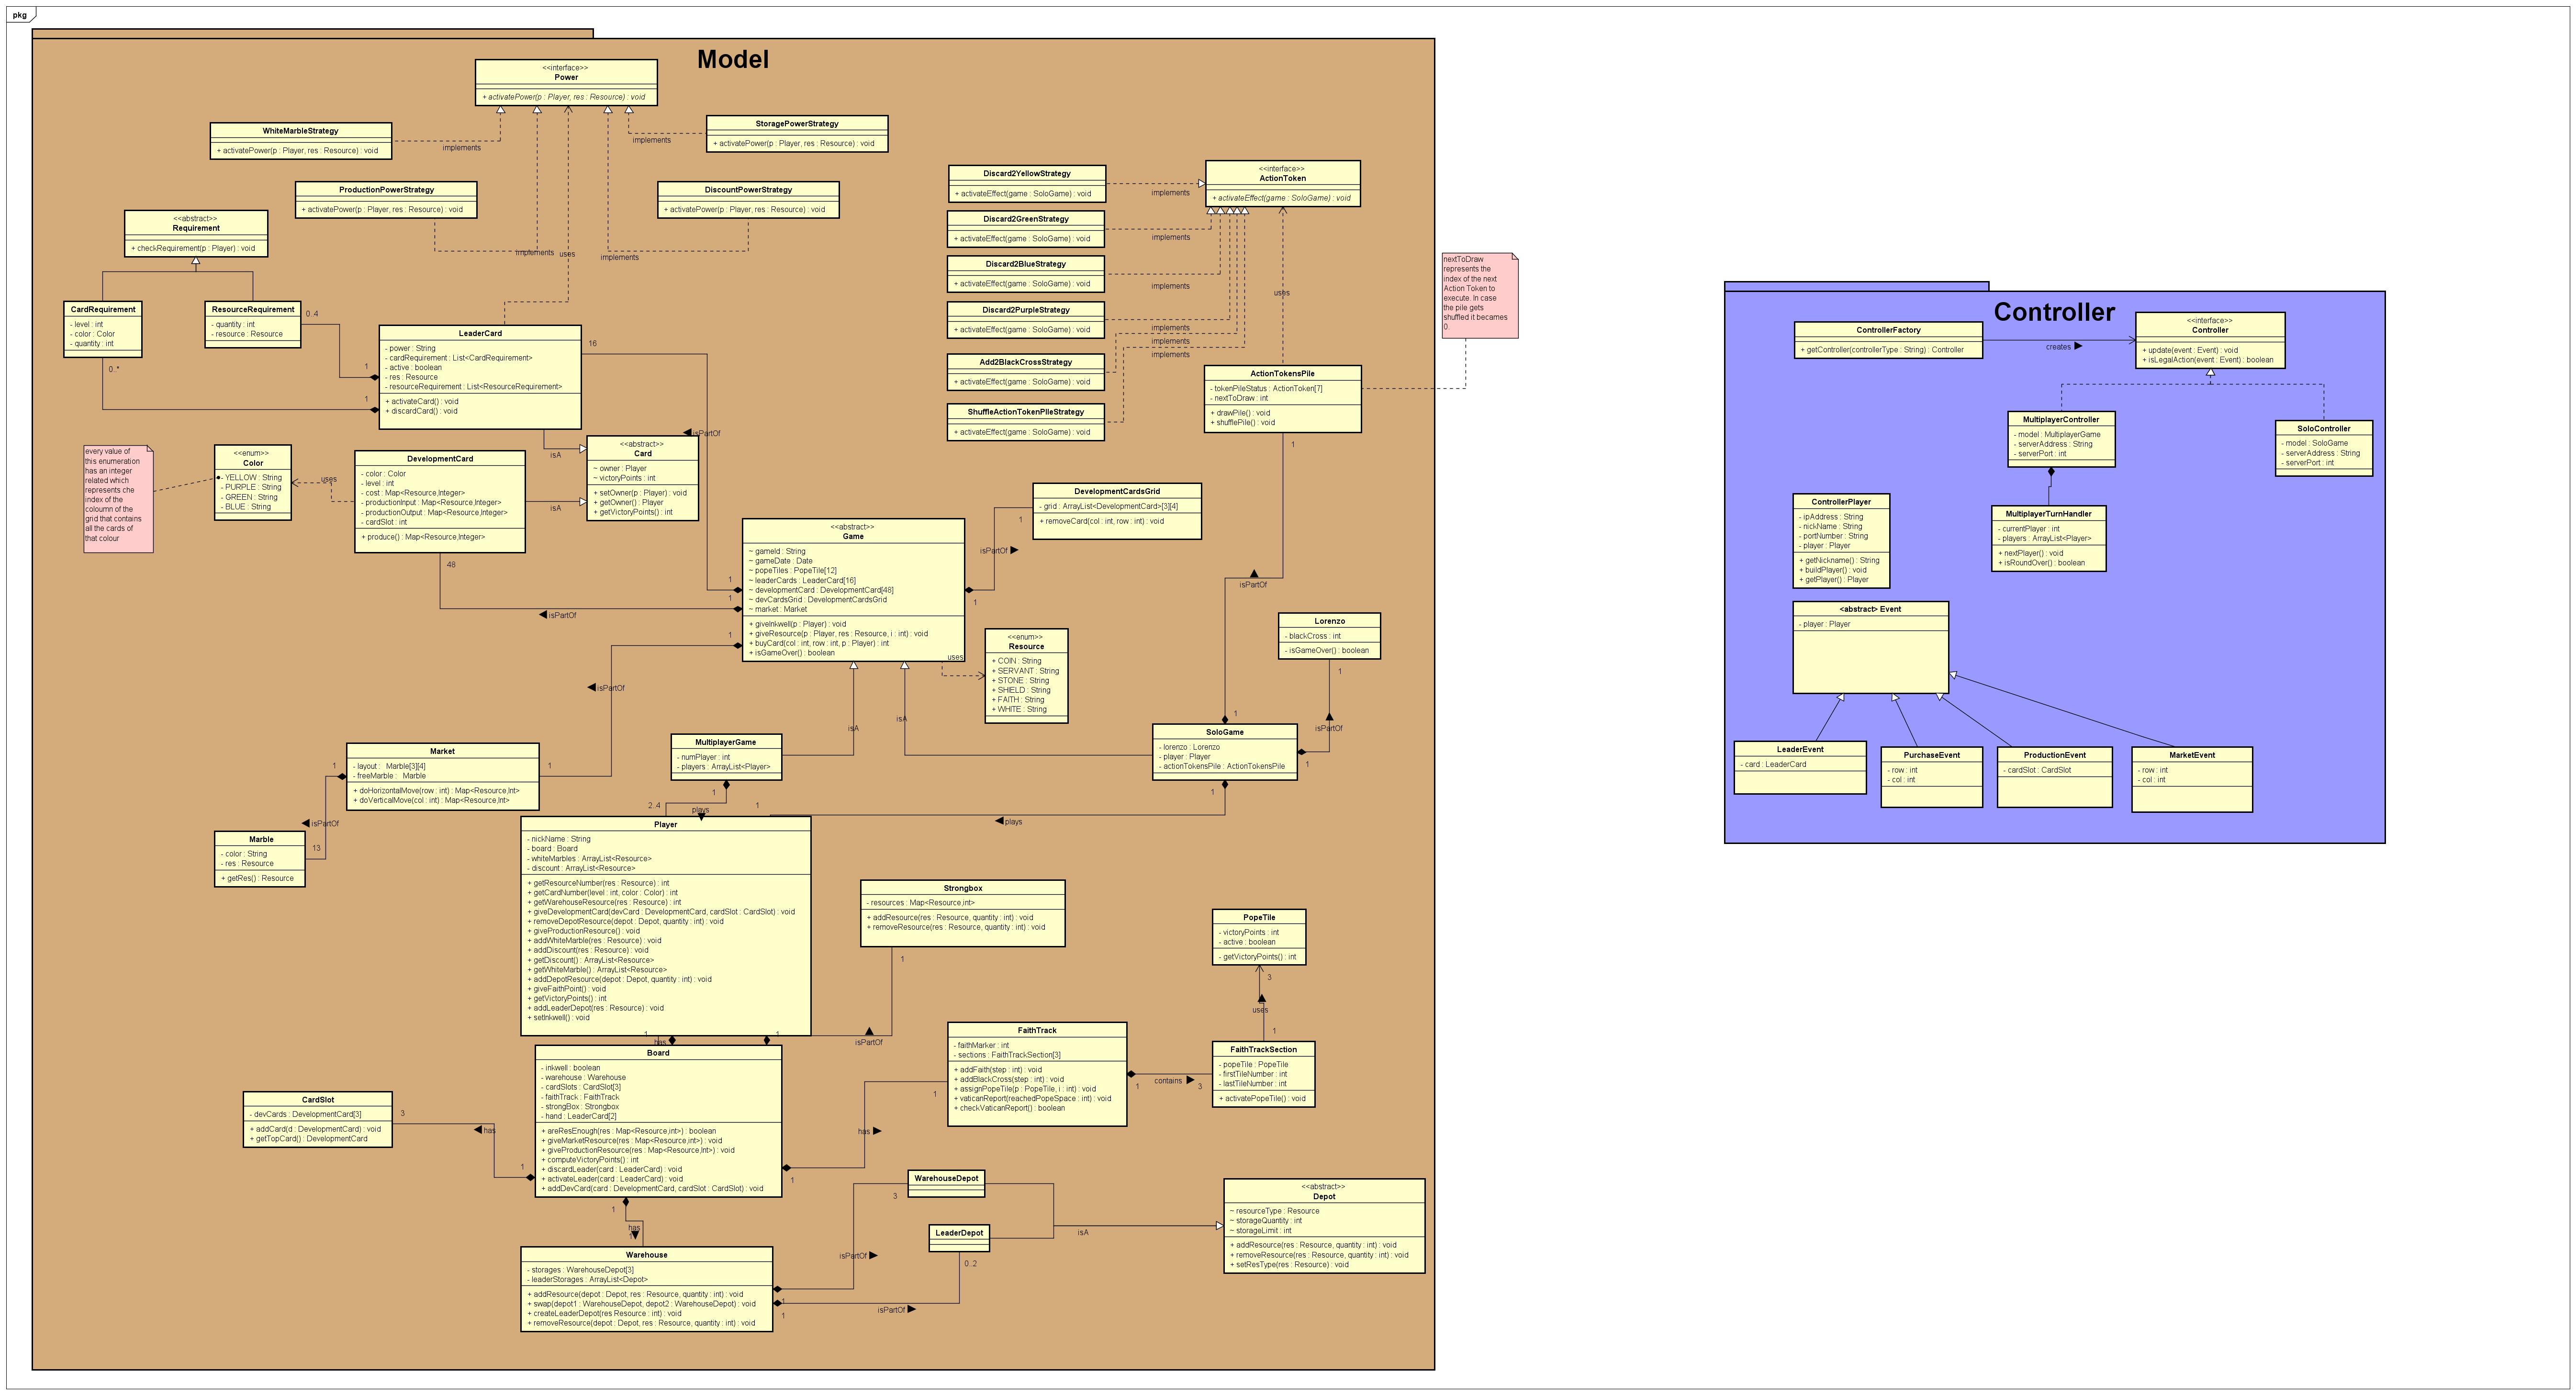 pkg
Model
<<interface>>
Power
+ activatePower(p : Player, res : Resource) : void
WhiteMarbleStrategy
+ activatePower(p : Player, res : Resource) : void
implements
StoragePowerStrategy
+ activatePower(p : Player, res : Resource) : void
implements
ProductionPowerStrategy
+ activatePower(p : Player, res : Resource) : void
implements
uses
DiscountPowerStrategy
+ activatePower(p : Player, res : Resource) : void
implements
<<abstract>>
Requirement
+ checkRequirement(p : Player) : void
CardRequirement
- level : int
- color : Color
- quantity : int
0..*
ResourceRequirement
- quantity : int
- resource : Resource
0..4
LeaderCard
- power : String
- cardRequirement : List<CardRequirement>
- active : boolean
- res : Resource
- resourceRequirement : List<ResourceRequirement>
+ activateCard() : void
+ discardCard() : void
1
1
16
isPartOf
isA
<<abstract>>
Card
~ owner : Player
~ victoryPoints : int
+ setOwner(p : Player) : void
+ getOwner() : Player
+ getVictoryPoints() : int
every value of
this enumeration
has an integer
related which
represents che
index of the
coloumn of the
grid that contains
all the cards of
that colour
<<enum>>
Color
- YELLOW : String
- PURPLE : String
- GREEN : String
- BLUE : String
uses
DevelopmentCard
- color : Color
- level : int
- cost : Map<Resource,Integer>
- productionInput : Map<Resource,Integer>
- productionOutput : Map<Resource,Integer>
- cardSlot : int
+ produce() : Map<Resource,Integer>
isA
48
Discard2YellowStrategy
+ activateEffect(game : SoloGame) : void
implements
Discard2GreenStrategy
+ activateEffect(game : SoloGame) : void
implements
Discard2BlueStrategy
+ activateEffect(game : SoloGame) : void
implements
Discard2PurpleStrategy
+ activateEffect(game : SoloGame) : void
implements
Add2BlackCrossStrategy
+ activateEffect(game : SoloGame) : void
implements
ShuffleActionTokenPileStrategy
+ activateEffect(game : SoloGame) : void
implements
<<interface>>
ActionToken
+ activateEffect(game : SoloGame) : void
uses
ActionTokensPile
- tokenPileStatus : ActionToken[7]
- nextToDraw : int
+ drawPile() : void
+ shufflePile() : void
1
nextToDraw
represents the
index of the next
Action Token to
execute. In case
the pile gets
shuffled it becames
0.
DevelopmentCardsGrid
- grid : ArrayList<DevelopmentCard>[3][4]
+ removeCard(col : int, row : int) : void
1
isPartOf
1
<<abstract>>
Game
~ gameId : String
~ gameDate : Date
~ popeTiles : PopeTile[12]
~ leaderCards : LeaderCard[16]
~ developmentCard : DevelopmentCard[48]
~ devCardsGrid : DevelopmentCardsGrid
~ market : Market
+ giveInkwell(p : Player) : void
+ giveResource(p : Player, res : Resource, i : int) : void
+ buyCard(col : int, row : int, p : Player) : int
+ isGameOver() : boolean
1
1
1
isPartOf
isPartOf
uses
<<enum>>
Resource
+ COIN : String
+ SERVANT : String
+ STONE : String
+ SHIELD : String
+ FAITH : String
+ WHITE : String
isA
isA
isPartOf
Lorenzo
- blackCross : int
- isGameOver() : boolean
1
isPartOf
1
SoloGame
- lorenzo : Lorenzo
- player : Player
- actionTokensPile : ActionTokensPile
1
1
plays
MultiplayerGame
- numPlayer : int
- players : ArrayList<Player>
1
2..4
plays
1
Market
- layout : Marble[3][4]
- freeMarble : Marble
+ doHorizontalMove(row : int) : Map<Resource,Int>
+ doVerticalMove(col : int) : Map<Resource,Int>
1
1
isPartOf
13
Marble
- color : String
- res : Resource
+ getRes() : Resource
Player
- nickName : String
- board : Board
- whiteMarbles : ArrayList<Resource>
- discount : ArrayList<Resource>
+ getResourceNumber(res : Resource) : int
+ getCardNumber(level : int, color : Color) : int
+ getWarehouseResource(res : Resource) : int
+ giveDevelopmentCard(devCard : DevelopmentCard, cardSlot : CardSlot) : void
+ removeDepotResource(depot : Depot, quantity : int) : void
+ giveProductionResource() : void
+ addWhiteMarble(res : Resource) : void
+ addDiscount(res : Resource) : void
+ getDiscount() : ArrayList<Resource>
+ getWhiteMarble() : ArrayList<Resource>
+ addDepotResource(depot : Depot, quantity : int) : void
+ giveFaithPoint() : void
+ getVictoryPoints() : int
+ addLeaderDepot(res : Resource) : void
+ setInkwell() : void
1
1
has
Strongbox
- resources : Map<Resource,int>
+ addResource(res : Resource, quantity : int) : void
+ removeResource(res : Resource, quantity : int) : void
1
isPartOf
PopeTile
- victoryPoints : int
- active : boolean
- getVictoryPoints() : int
3
uses
1
FaithTrack
- faithMarker : int
- sections : FaithTrackSection[3]
+ addFaith(step : int) : void
+ addBlackCross(step : int) : void
+ assignPopeTile(p : PopeTile, i : int) : void
+ vaticanReport(reachedPopeSpace : int) : void
+ checkVaticanReport() : boolean
1
1
contains
3
FaithTrackSection
- popeTile : PopeTile
- firstTileNumber : int
- lastTileNumber : int
+ activatePopeTile() : void
Board
- inkwell : boolean
- warehouse : Warehouse
- cardSlots : CardSlot[3]
- faithTrack : FaithTrack
- strongBox : Strongbox
- hand : LeaderCard[2]
+ areResEnough(res : Map<Resource,int>) : boolean
+ giveMarketResource(res : Map<Resource,int>) : void
+ giveProductionResource(res : Map<Resource,Int>) : void
+ computeVictoryPoints() : int
+ discardLeader(card : LeaderCard) : void
+ activateLeader(card : LeaderCard) : void
+ addDevCard(card : DevelopmentCard, cardSlot : CardSlot) : void
has
1
CardSlot
- devCards : DevelopmentCard[3]
+ addCard(d : DevelopmentCard) : void
+ getTopCard() : DevelopmentCard
3
has
1
1
has
1
WarehouseDepot
3
LeaderDepot
0..2
isPartOf
isPartOf
isA
<<abstract>>
Depot
~ resourceType : Resource
~ storageQuantity : int
~ storageLimit : int
+ addResource(res : Resource, quantity : int) : void
+ removeResource(res : Resource, quantity : int) : void
+ setResType(res : Resource) : void
Warehouse
- storages : WarehouseDepot[3]
- leaderStorages : ArrayList<Depot>
+ addResource(depot : Depot, res : Resource, quantity : int) : void
+ swap(depot1 : WarehouseDepot, depot2 : WarehouseDepot) : void
+ createLeaderDepot(res Resource : int) : void
+ removeResource(depot : Depot, res : Resource, quantity : int) : void
1
1
Controller
ControllerFactory
+ getController(controllerType : String) : Controller
creates
<<interface>>
Controller
+ update(event : Event) : void
+ isLegalAction(event : Event) : boolean
MultiplayerController
- model : MultiplayerGame
- serverAddress : String
- serverPort : int
SoloController
- model : SoloGame
- serverAddress : String
- serverPort : int
ControllerPlayer
- ipAddress : String
- nickName : String
- portNumber : String
- player : Player
+ getNickname() : String
+ buildPlayer() : void
+ getPlayer() : Player
MultiplayerTurnHandler
- currentPlayer : int
- players : ArrayList<Player>
+ nextPlayer() : void
+ isRoundOver() : boolean
<abstract> Event
- player : Player
LeaderEvent
- card : LeaderCard
PurchaseEvent
- row : int
- col : int
ProductionEvent
- cardSlot : CardSlot
MarketEvent
- row : int
- col : int